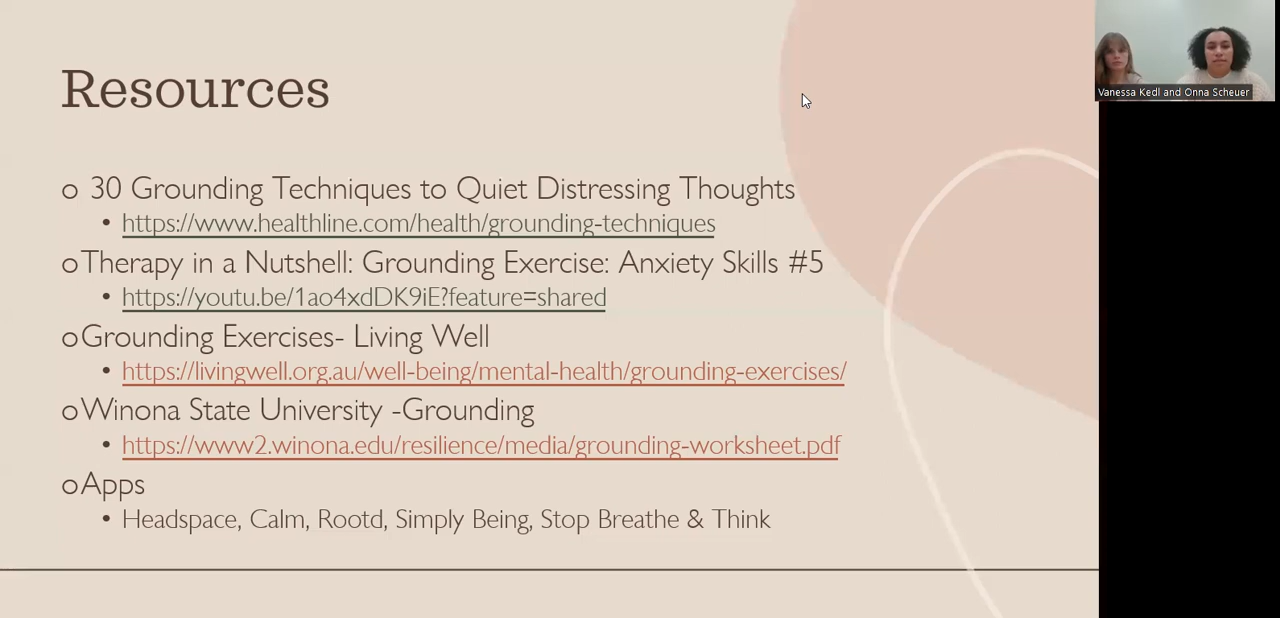 Resources
Vanessa Kedl and Onna Scheuer
o 30 Grounding Techniques to Quiet Distressing Thoughts
• https://www.healthline.com/health/grounding-techniques
oTherapy in a Nutshell: Grounding Exercise: Anxiety Skills #5
• https://youtu.be/1ao4xdDK9iE?feature=shared
oGrounding Exercises- Living Well
• https://livingwell.org.au/well-being/mental-health/grounding-exercises/
oWinona State University -Grounding
• https://www2.winona.edu/resilience/media/grounding-worksheet.pdf
oApps
• Headspace, Calm, Rootd, Simply Being, Stop Breathe & Think